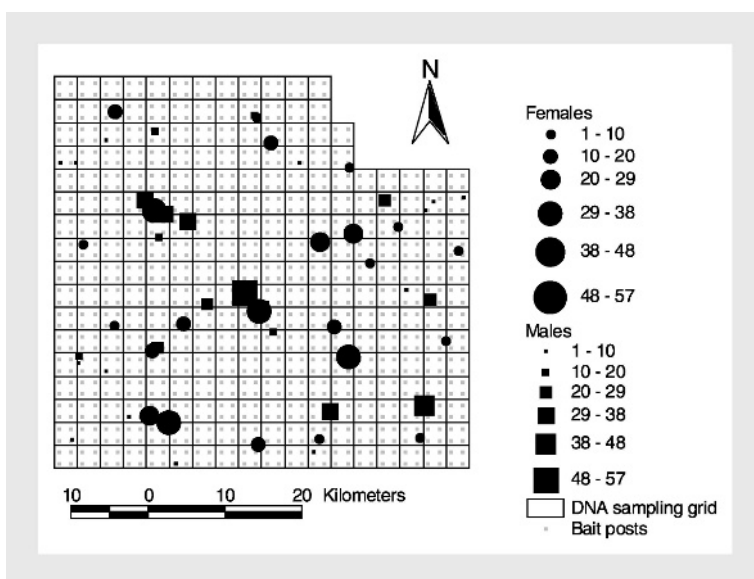 N
Females
1 - 10
10 - 20
20 - 29
29 - 38
38 - 48
48 - 57
Males
1 - 10
10 - 20
20 - 29
29 - 38
38 - 48
48 - 57
DNA sampling grid
Bait posts
10 0 10 20 Kilometers